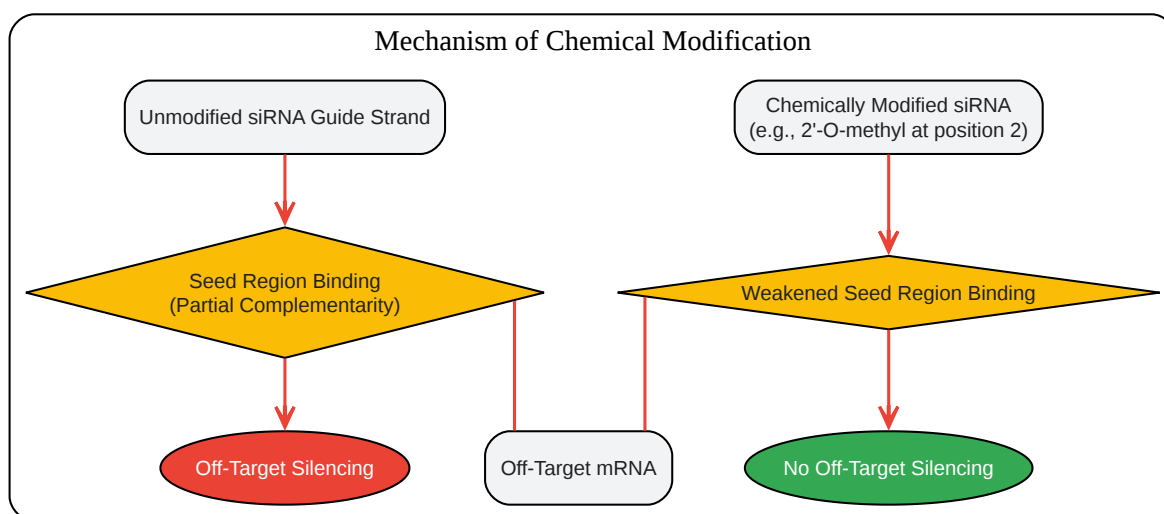 Mechanism of Chemical Modification
Unmodified siRNA Guide Strand
Chemically Modified siRNA
(e.g., 2'-O-methyl at position 2)
Seed Region Binding
(Partial Complementarity)
Weakened Seed Region Binding
Off-Target Silencing
Off-Target mRNA
No Off-Target Silencing